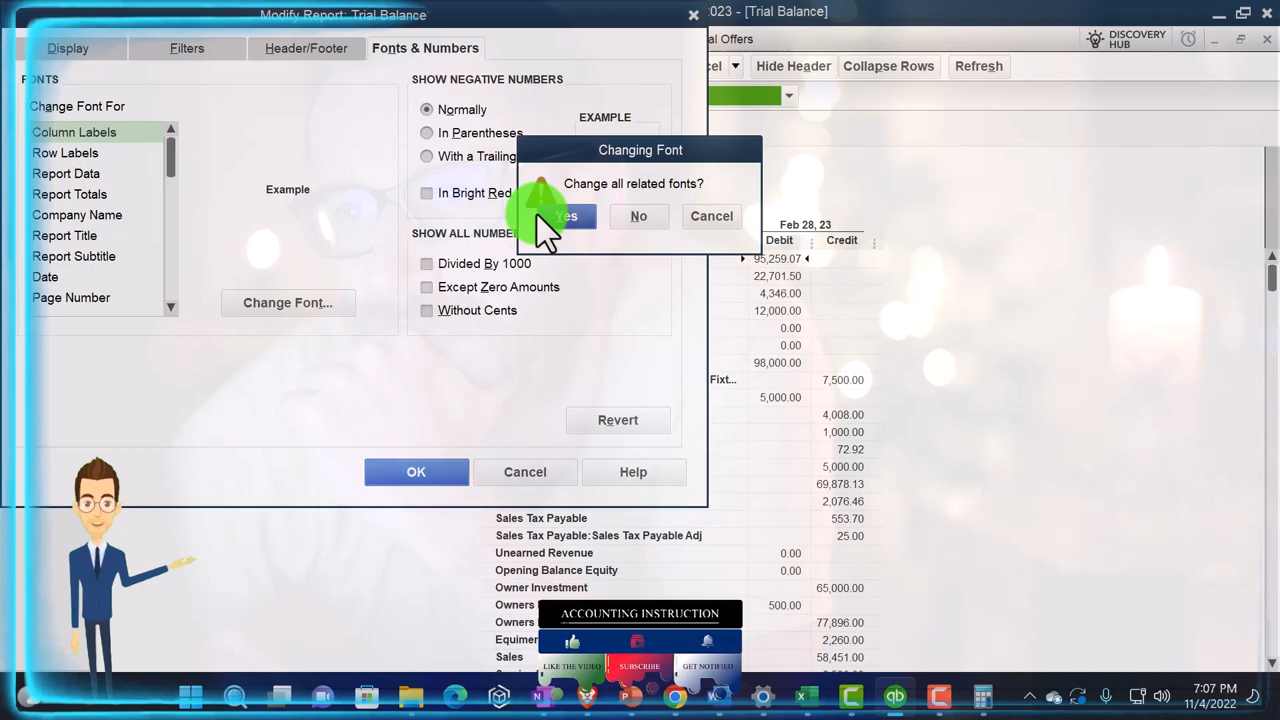 Modify Report: Trial Balance
2023 - [Trial Balance]
Display
Filters
Header/Footer
Fonts & Numbers
al Offers
DISCOVERY
HUB
cel
Hide Header
Collapse Rows
Refresh
FONTS
Change Font For
Column Labels
Row Labels
Report Data
Report Totals
Company Name
Report Title
Report Subtitle
Date
Page Number
Example
Change Font...
SHOW NEGATIVE NUMBERS
Normally
In Parentheses
With a Trailing
In Bright Red
EXAMPLE
SHOW ALL NUMBE
Divided By 1000
Except Zero Amounts
Without Cents
Revert
OK
Cancel
Help
Changing Font
Change all related fonts?
Yes
No
Cancel
Feb 28, 23
Debit
Credit
95,259.07
22,701.50
4,346.00
12,000.00
0.00
0.00
98,000.00
Fixt...
7,500.00
5,000.00
4,008.00
1,000.00
72.92
5,000.00
69,878.13
2,076.46
Sales Tax Payable
553.70
Sales Tax Payable:Sales Tax Payable Adj
25.00
Unearned Revenue
0.00
Opening Balance Equity
0.00
Owner Investment
65,000.00
Owners
500.00
Owners
77,896.00
Equipme
2,260.00
Sales
58,451.00
ACCOUNTING INSTRUCTION
LIKE THE VIDEO
SUBSCRIBE
GET NOTIFIED
7:07 PM
11/4/2022